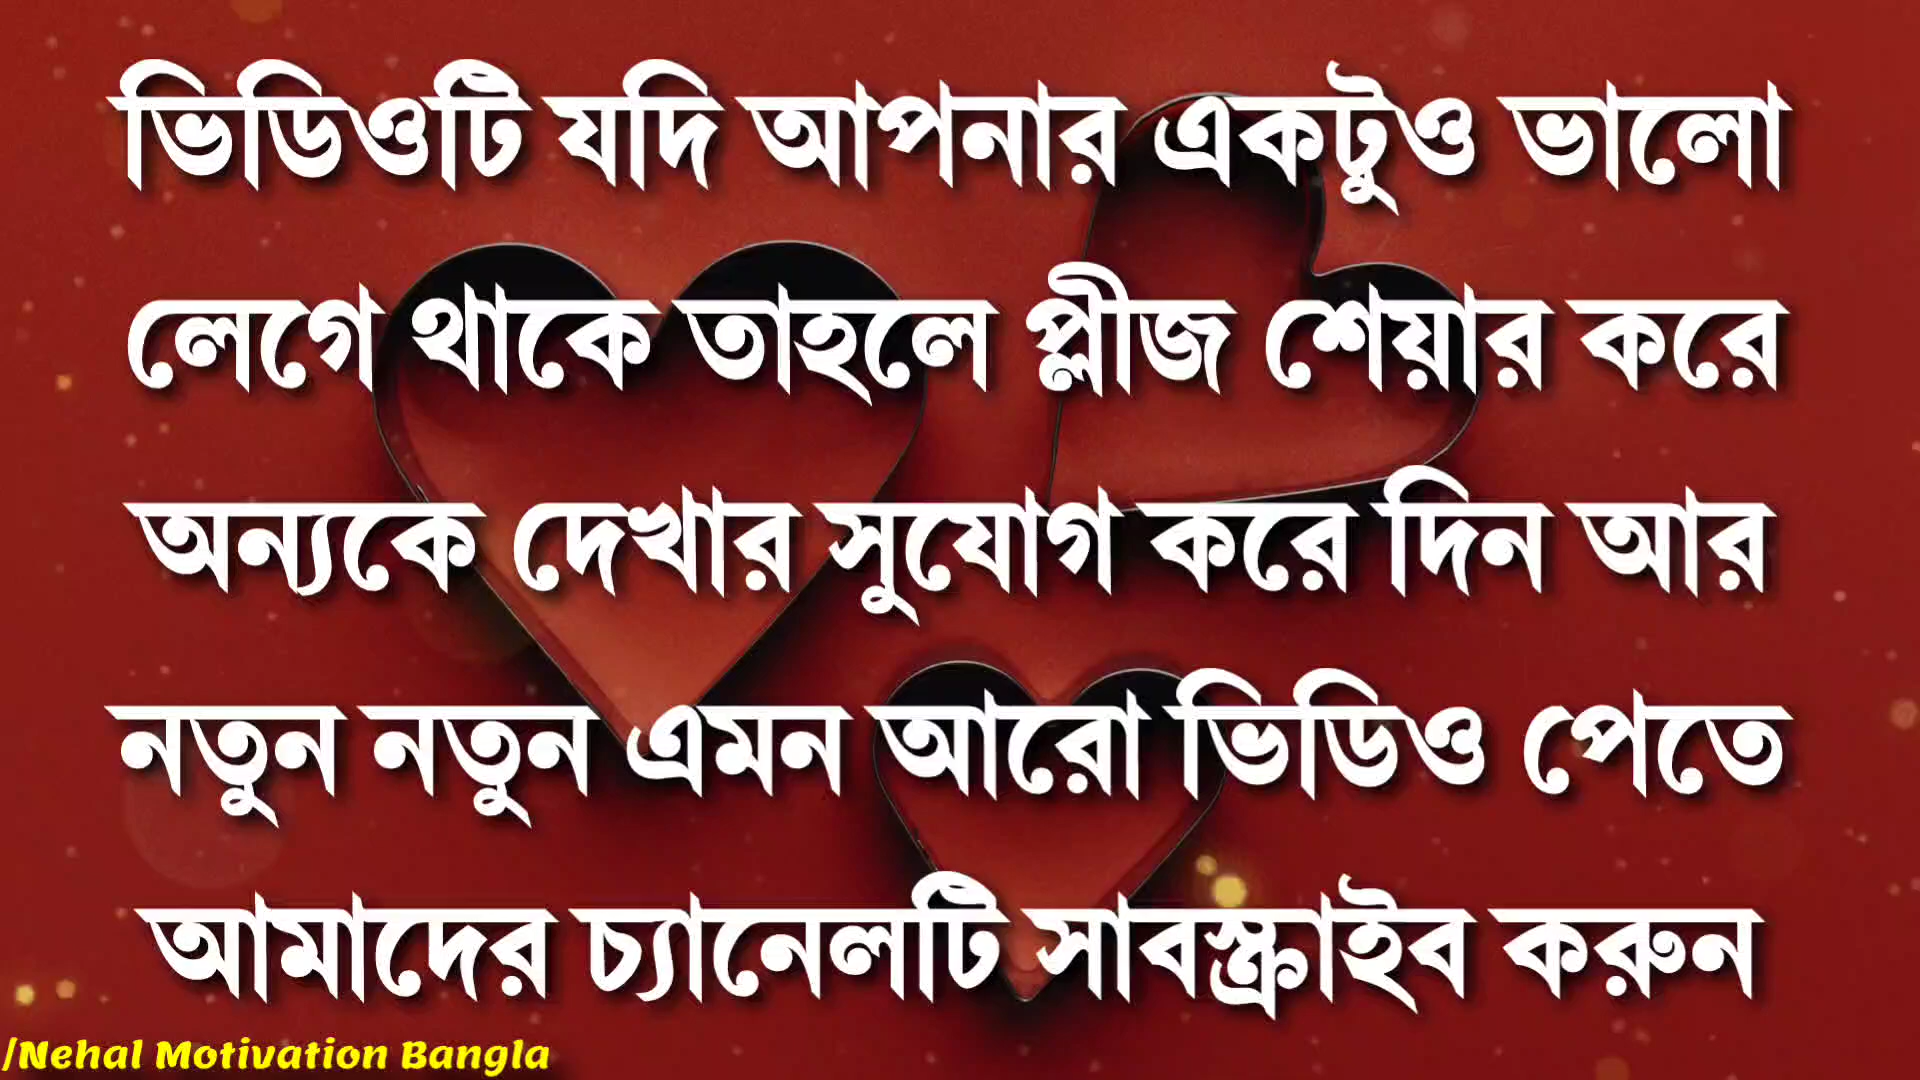 ভিডিওটি যদি আপনার একটুও ভালো
লেগে থাকে তাহলে প্লীজ শেয়ার করে
অন্যকে দেখার সুযোগ করে দিন আর
নতুন নতুন এমন আরো ভিডিও পেতে
আমাদের চ্যানেলটি সাবস্ক্রাইব করুন
/Nehal Motivation Bangla